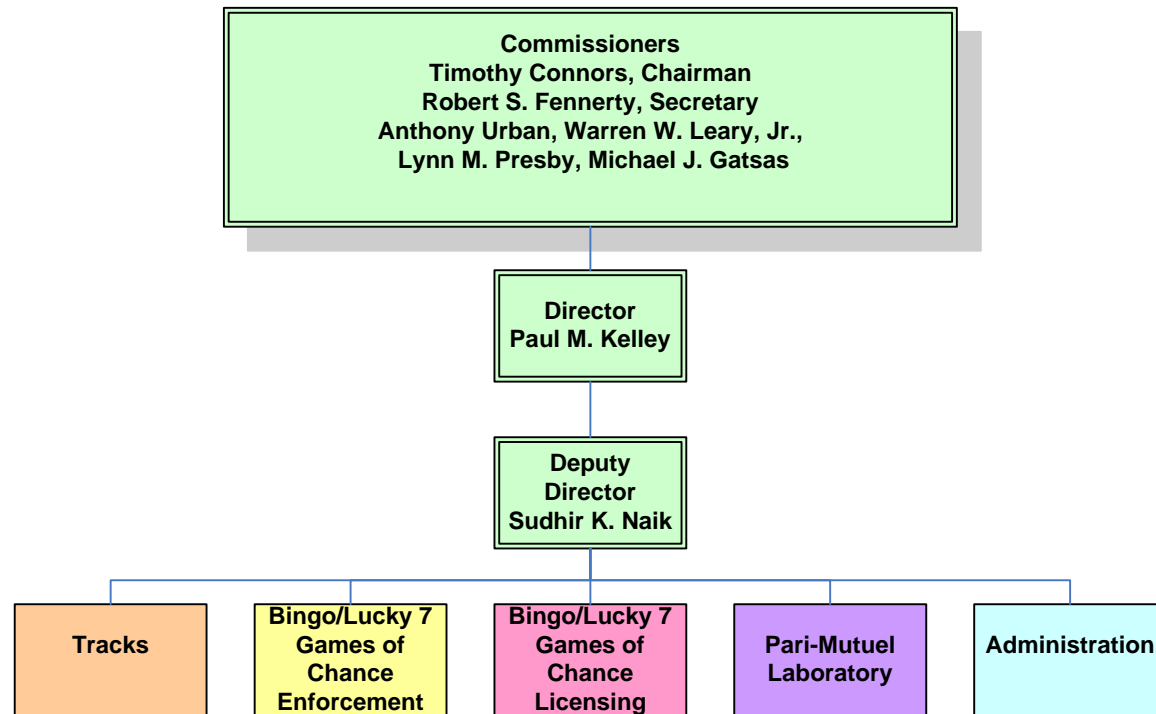 Commissioners
Timothy Connors, Chairman
Robert S. Fennerty, Secretary
Anthony Urban, Warren W. Leary, Jr.,
Lynn M. Presby, Michael J. Gatsas
Director
Paul M. Kelley
Deputy
Director
Sudhir K. Naik
Tracks
Bingo/Lucky 7
Games of
Chance
Enforcement
Bingo/Lucky 7
Games of
Chance
Licensing
Pari-Mutuel
Laboratory
Administration